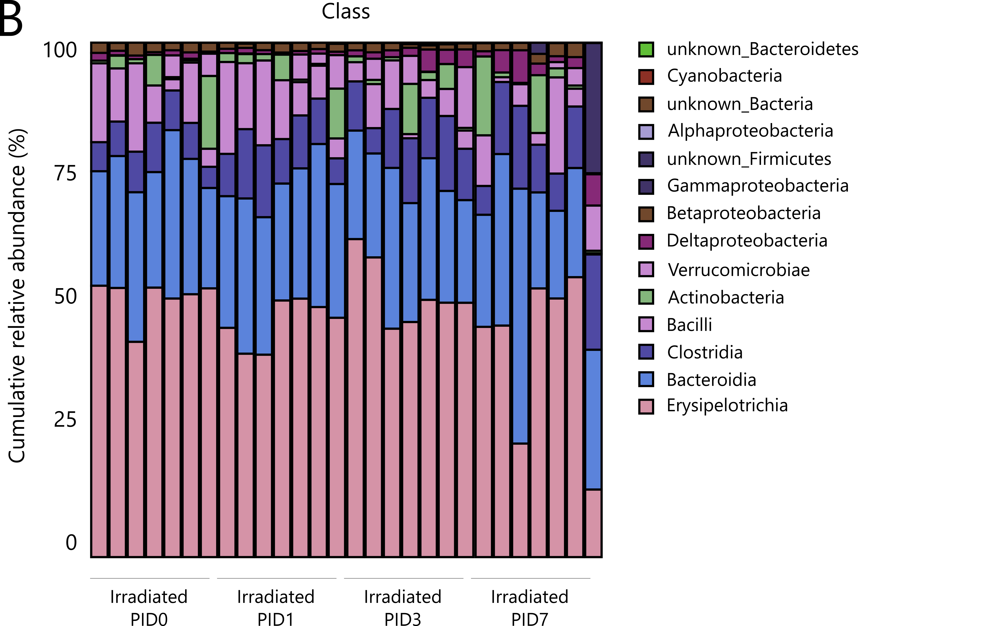 B
Class
Cumulative relative abundance (%)
100
75
50
25
0
Irradiated
PID0
Irradiated
PID1
Irradiated
PID3
Irradiated
PID7
unknown_Bacteroidetes
Cyanobacteria
unknown_Bacteria
Alphaproteobacteria
unknown_Firmicutes
Gammaproteobacteria
Betaproteobacteria
Deltaproteobacteria
Verrucomicrobiae
Actinobacteria
Bacilli
Clostridia
Bacteroidia
Erysipelotrichia